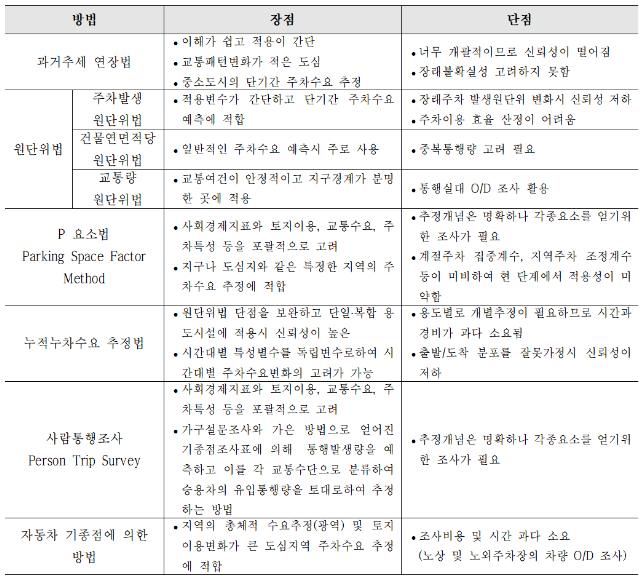 방법 장점 단점
과거추세 연장법
• 이해가 쉽고 적용이 간단
• 교통패턴변화가 적은 도심
• 중소도시의 단기간 주차수요 추정
• 너무 개괄적이므로 신뢰성이 떨어짐
• 장래불확실성 고려하지 못함
원단위법
주차발생
원단위법
• 적용변수가 간단하고 단기간 주차수요
예측에 적합
• 장래주차 발생원단위 변화시 신뢰성 저하
• 주차이용 효율 산정이 어려움
건물연면적당
원단위법
• 일반적인 주차수요 예측시 주로 사용
• 중복통행량 고려 필요
교통량
원단위법
• 교통여건이 안정적이고 지구경계가 분명
한 곳에 적용
• 통행실대 O/D 조사 활용
P 요소법
Parking Space Factor
Method
• 사회경제지표와 토지이용, 교통수요, 주
차특성 등을 포괄적으로 고려
• 지구나 도심지와 같은 특정한 지역의 주
차수요 추정에 적합
• 추정개념은 명확하나 각종요소를 얻기위
한 조사가 필요
• 계절주차 집중계수, 지역주차 조정계수
등이 미비하여 현 단계에서 적용성이 미
약함
누적누차수요 추정법
• 원단위법 단점을 보완하고 단일·복합 용
도시설에 적용시 신뢰성이 높은
• 시간대별 특성별수를 독립변수로하여 시
간대별 주차수요변화의 고려가 가능
• 용도별로 개별추정이 필요하므로 시간과
경비가 과다 소요됨
• 출발/도착 분포를 잘못가정시 신뢰성이
저하
사람통행조사
Person Trip Survey
• 사회경제지표와 토지이용, 교통수요, 주
차특성 등을 포괄적으로 고려
• 가구설문조사와 가은 방법으로 얻어진
기종점조사표에 의해 통행발생량을 예
측하고 이를 각 교통수단으로 분류하여
승용차의 유입통행량을 토대로하여 추정
하는 방법
• 추정개념은 명확하나 각종요소를 얻기위
한 조사가 필요
자동차 기종점에 의한
방법
• 지역의 총체적 수요추정(광역) 및 토지
이용변화가 큰 도심지역 주차수요 추정
에 적합
• 조사비용 및 시간 과다 소요
(노상 및 노외주차장의 차량 O/D 조사)